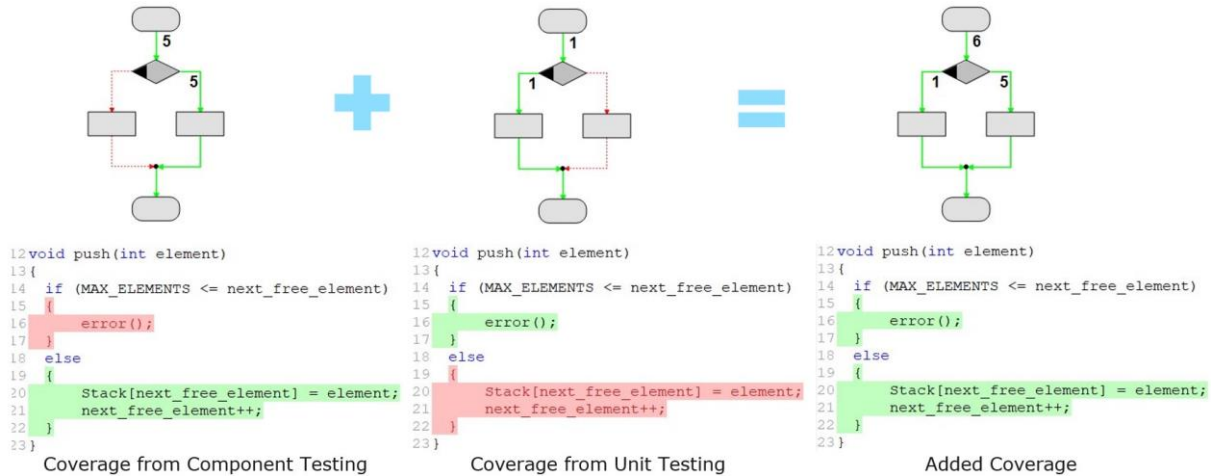 5
5
1
1
6
1 5
12 void push(int element)
13 {
14 if (MAX_ELEMENTS <= next_free_element)
15 {
16 error();
17 }
18 else
19 {
20 Stack[next_free_element] = element;
21 next_free_element++;
22 }
23 }
Coverage from Component Testing
12 void push(int element)
13 {
14 if (MAX_ELEMENTS <= next_free_element)
15 {
16 error();
17 }
18 else
19 {
20 Stack[next_free_element] = element;
21 next_free_element++;
22 }
23 }
Coverage from Unit Testing
12 void push(int element)
13 {
14 if (MAX_ELEMENTS <= next_free_element)
15 {
16 error();
17 }
18 else
19 {
20 Stack[next_free_element] = element;
21 next_free_element++;
22 }
23 }
Added Coverage